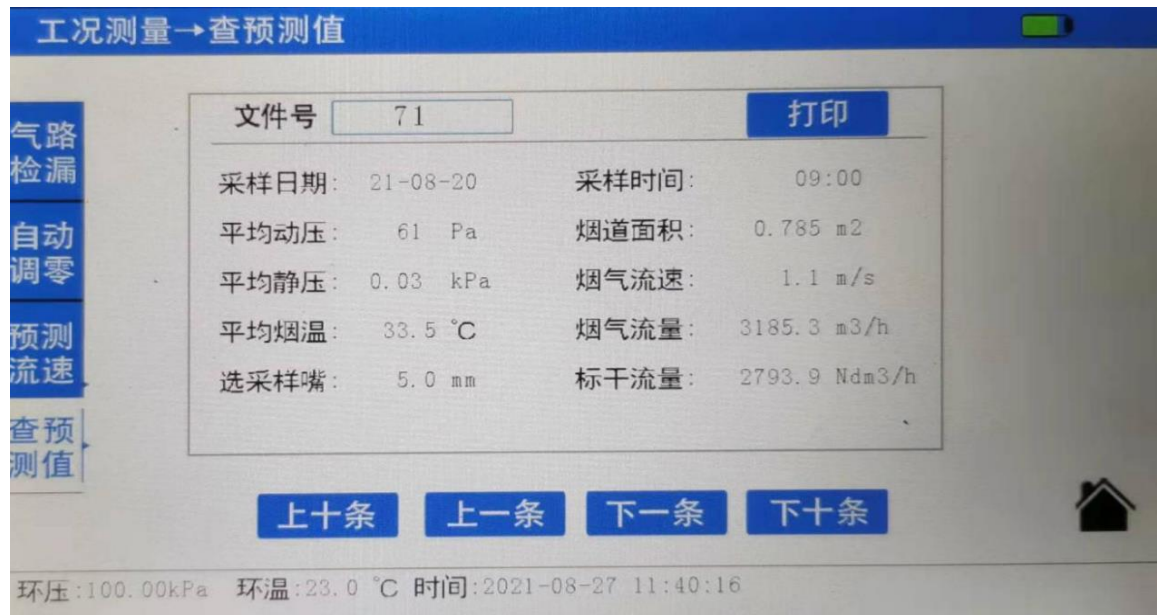 工况测量→查预测值
文件号 71 打印
气路
检漏
采样日期: 21-08-20 采样时间: 09:00
自动
调零
平均动压: 61 Pa 烟道面积: 0.785 m2
平均静压: 0.03 kPa 烟气流速: 1.1 m/s
预测
流速
平均烟温: 33.5 ℃ 烟气流量: 3185.3 m3/h
选采样嘴: 5.0 mm 标干流量: 2793.9 Ndm3/h
查预
测值
上十条 上一条 下一条 下十条
环压:100.00kPa 环温:23.0 ℃ 时间:2021-08-27 11:40:16